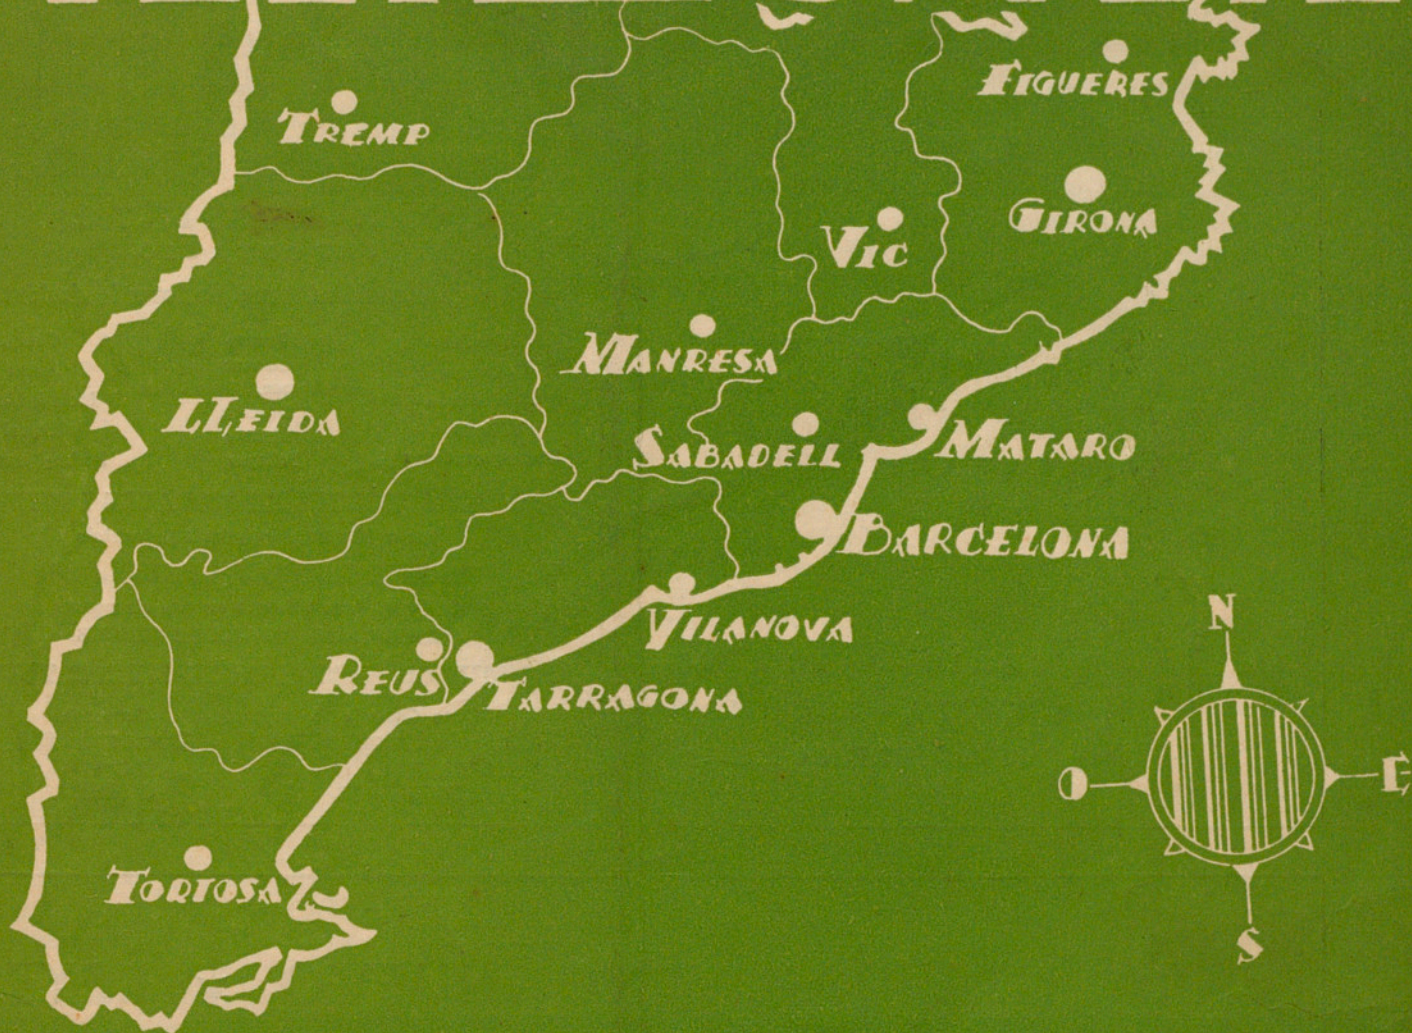 FIGUERES
TREMP
GIRONA
VIC
MANRESA
LLEIDA
SABADELL
MATARO
BARCELONA
VILANOVA
REUS
TARRAGONA
TORTOSA
N
O
E
S